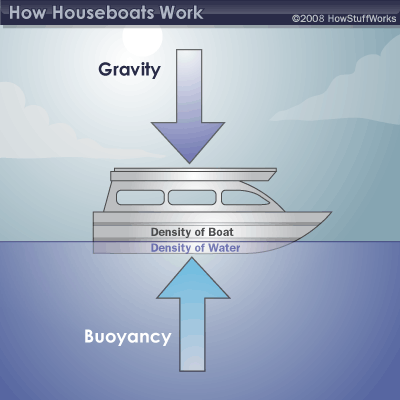 How Houseboats Work
©2008 HowStuffWorks
Gravity
Density of Boat
Density of Water
Buoyancy